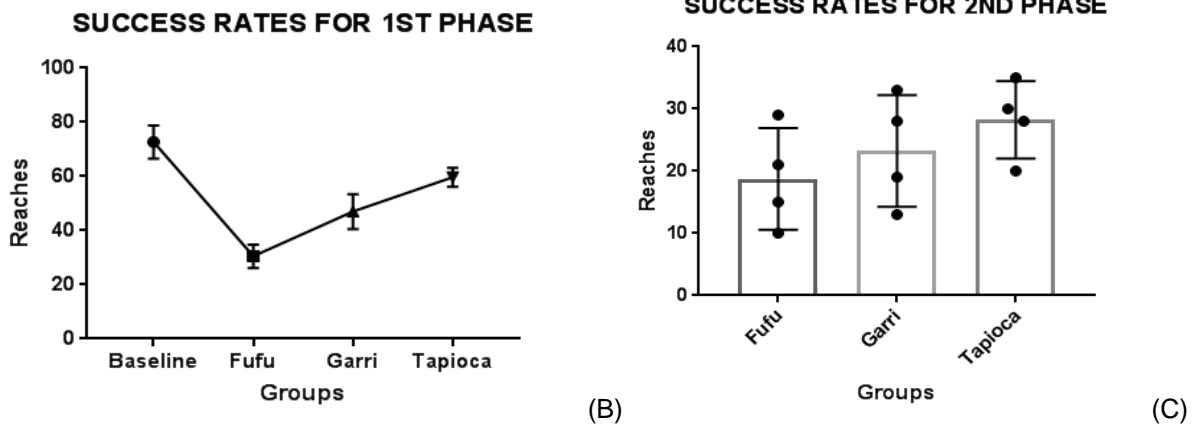 SUCCESS RATES FOR 1ST PHASE
100
80
60
40
20
0
Reaches
Baseline Fufu Garri Tapioca
Groups
(B)
SUCCESS RATES FOR 2ND PHASE
40
30
20
10
0
Reaches
Fufu Garri Tapioca
Groups
(C)